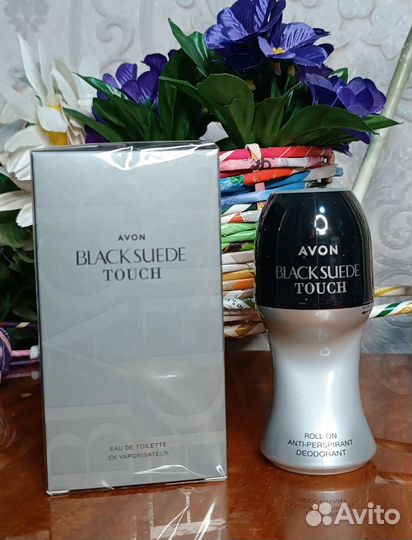 AVON
BLACK SUEDE
TOUCH
EAU DE TOILETTE
EN VAPORISATEUR
AVON
BLACK SUEDE
TOUCH
ROLL-ON
ANTI-PERSPIRANT
DEODORANT
Avito